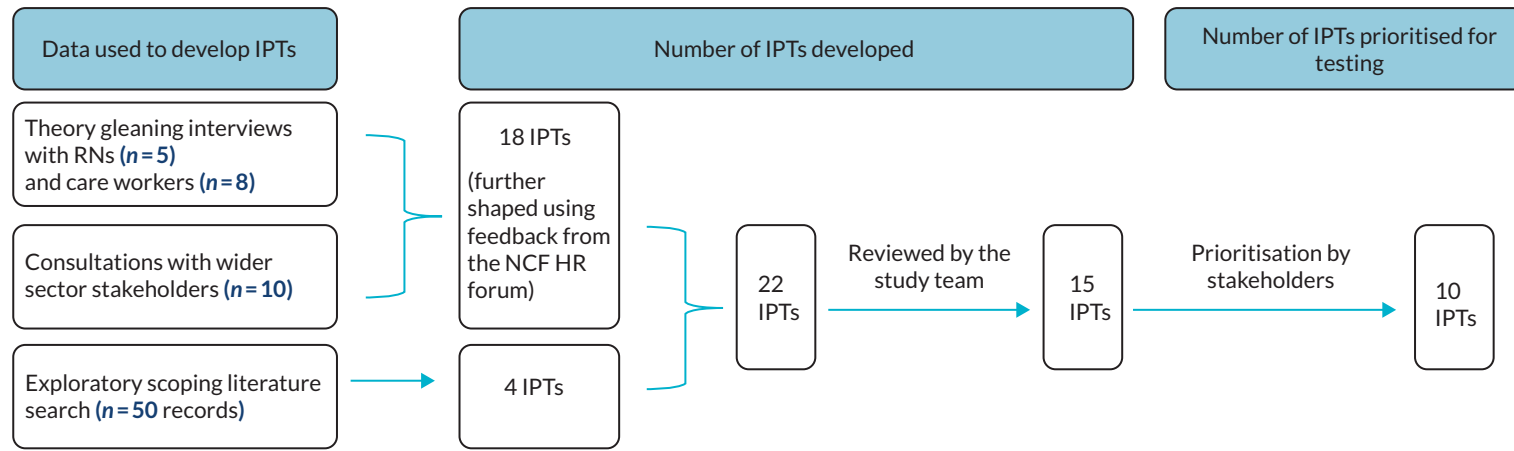 Data used to develop IPTs
Number of IPTs developed
Number of IPTs prioritised for
testing
Theory gleaning interviews
with RNs (n=5)
and care workers (n=8)
Consultations with wider
sector stakeholders (n=10)
Exploratory scoping literature
search (n=50 records)
18 IPTs
(further
shaped using
feedback from
the NCF HR
forum)
4 IPTs
22
IPTs
Reviewed by the
study team
15
IPTs
Prioritisation by
stakeholders
10
IPTs